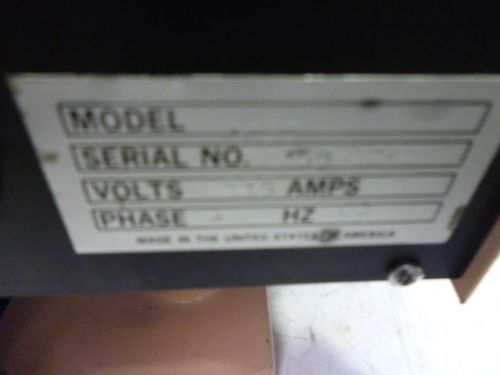 MODEL
SERIAL NO.
VOLTS AMPS
PHASE HZ
MADE IN THE UNITED STATES OF AMERICA